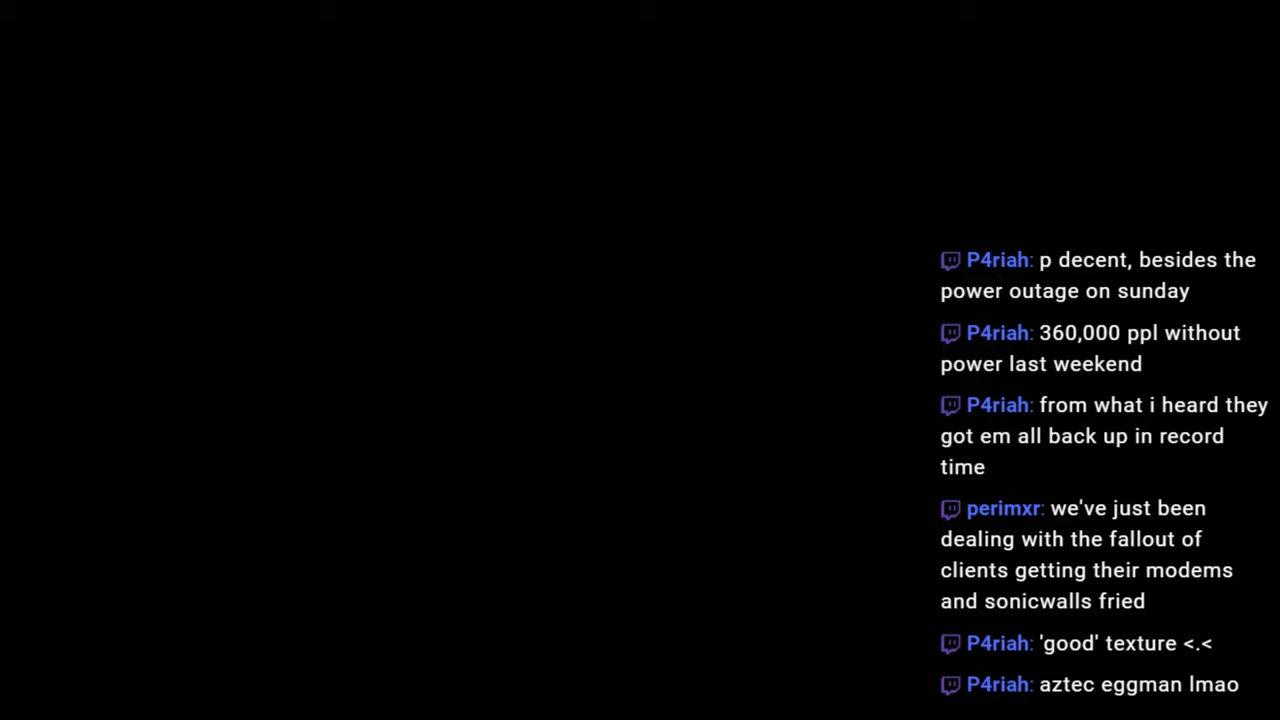 P4riah: p decent, besides the
power outage on sunday
P4riah: 360,000 ppl without
power last weekend
P4riah: from what i heard they
got em all back up in record
time
perimxr: we've just been
dealing with the fallout of
clients getting their modems
and sonicwalls fried
P4riah: 'good' texture <.<
P4riah: aztec eggman lmao